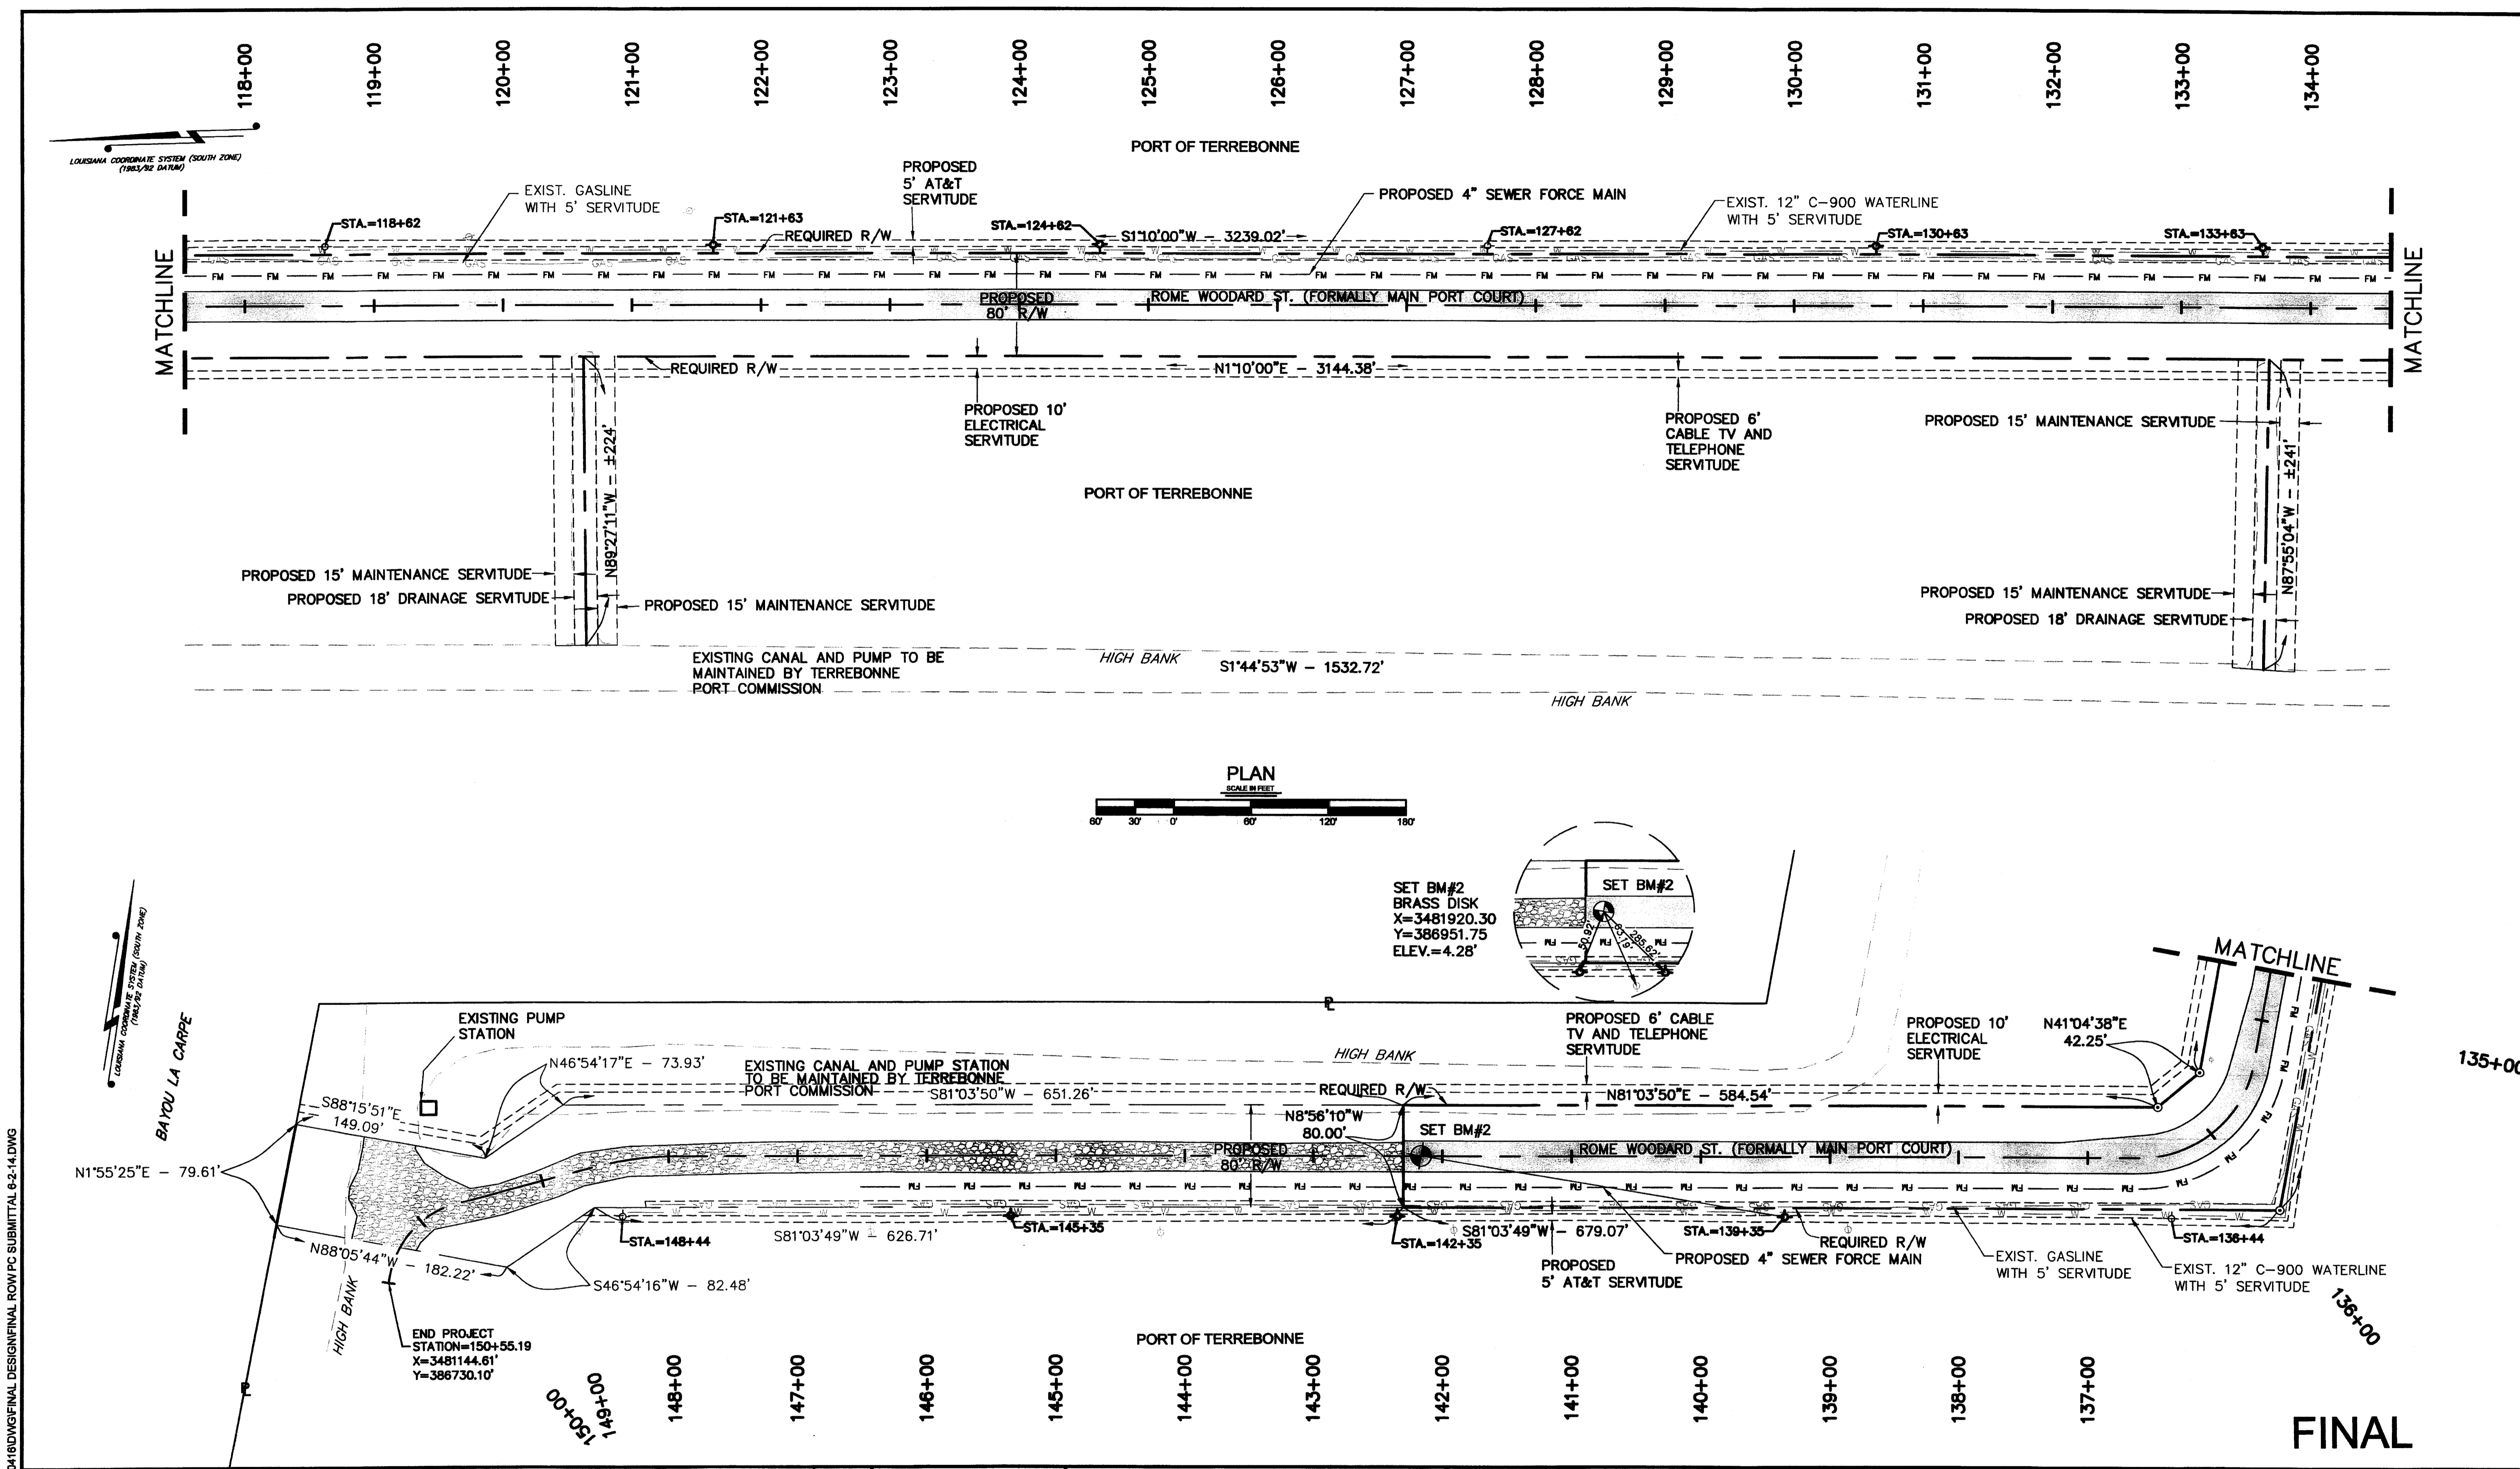 118+00
119+00
120+00
121+00
122+00
123+00
124+00
125+00
126+00
127+00
128+00
129+00
130+00
131+00
132+00
133+00
134+00
LOUISIANA COORDINATE SYSTEM (SOUTH ZONE)
(1983/92 DATUM)
PORT OF TERREBONNE
EXIST. GASLINE
WITH 5' SERVITUDE
PROPOSED
5' AT&T
SERVITUDE
PROPOSED 4" SEWER FORCE MAIN
EXIST. 12" C-900 WATERLINE
WITH 5' SERVITUDE
STA.=118+62
STA.=121+63
STA.=124+62
STA.=127+62
STA.=130+63
STA.=133+63
REQUIRED R/W
S1°10'00"W - 3239.02'
MATCHLINE
MATCHLINE
PROPOSED
80' R/W
ROME WOODARD ST. (FORMALLY MAIN PORT COURT)
REQUIRED R/W
N1°10'00"E - 3144.38'
PROPOSED 10'
ELECTRICAL
SERVITUDE
PROPOSED 6'
CABLE TV AND
TELEPHONE
SERVITUDE
PROPOSED 15' MAINTENANCE SERVITUDE
N89°27'11"W - ±224'
N87°55'04"W - ±241'
PORT OF TERREBONNE
PROPOSED 15' MAINTENANCE SERVITUDE
PROPOSED 18' DRAINAGE SERVITUDE
PROPOSED 15' MAINTENANCE SERVITUDE
PROPOSED 15' MAINTENANCE SERVITUDE
PROPOSED 18' DRAINAGE SERVITUDE
EXISTING CANAL AND PUMP TO BE
MAINTAINED BY TERREBONNE
PORT COMMISSION
HIGH BANK
S1°44'53"W - 1532.72'
HIGH BANK
PLAN
SCALE IN FEET
60' 30' 0' 60' 120' 180'
SET BM#2
BRASS DISK
X=3481920.30
Y=386951.75
ELEV.=4.28'
SET BM#2
50.92'
63.19'
285.62'
LOUISIANA COORDINATE SYSTEM (SOUTH ZONE)
(1983/92 DATUM)
BAYOU LA CARPE
MATCHLINE
EXISTING PUMP
STATION
N46°54'17"E - 73.93'
EXISTING CANAL AND PUMP STATION
TO BE MAINTAINED BY TERREBONNE
PORT COMMISSION
S81°03'50"W - 651.26'
HIGH BANK
REQUIRED R/W
PROPOSED 6' CABLE
TV AND TELEPHONE
SERVITUDE
N81°03'50"E - 584.54'
PROPOSED 10'
ELECTRICAL
SERVITUDE
N41°04'38"E
42.25'
135+00
S88°15'51"E
149.09'
N8°56'10"W
80.00'
SET BM#2
N1°55'25"E - 79.61'
PROPOSED
80' R/W
ROME WOODARD ST. (FORMALLY MAIN PORT COURT)
STA.=148+44
S81°03'49"W - 626.71'
STA.=145+35
STA.=142+35
S81°03'49"W - 679.07'
STA.=139+35
STA.=136+44
REQUIRED R/W
PROPOSED 4" SEWER FORCE MAIN
PROPOSED
5' AT&T SERVITUDE
EXIST. GASLINE
WITH 5' SERVITUDE
EXIST. 12" C-900 WATERLINE
WITH 5' SERVITUDE
N88°05'44"W - 182.22'
S46°54'16"W - 82.48'
HIGH BANK
END PROJECT
STATION=150+55.19
X=3481144.61'
Y=386730.10'
PORT OF TERREBONNE
136+00
150+00
149+00
148+00
147+00
146+00
145+00
144+00
143+00
142+00
141+00
140+00
139+00
138+00
137+00
FINAL
0416\DWG\FINAL DESIGN\FINAL ROW PC SUBMITTAL 6-2-14.DWG